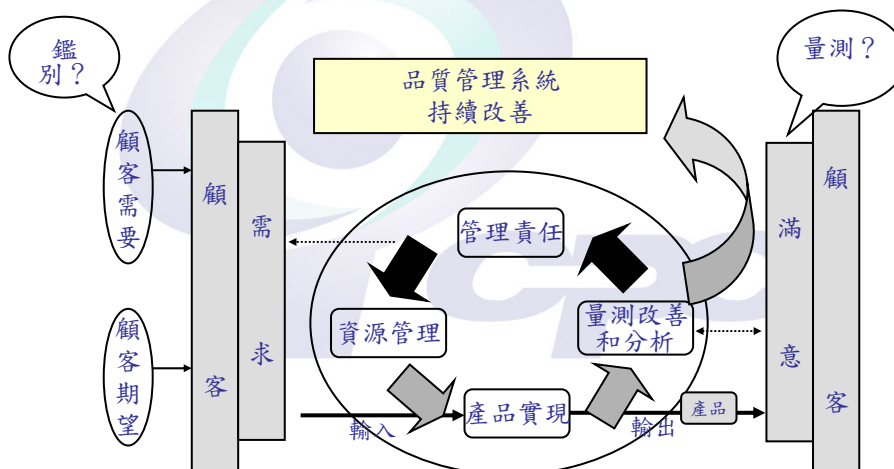 鑑
別？
量測？
品質管理系統
持續改善
顧
客
需
要
顧
客
期
望
顧
客
需
求
管理責任
資源管理
量測改善
和分析
產品實現
輸入
輸出
產品
滿
意
顧
客